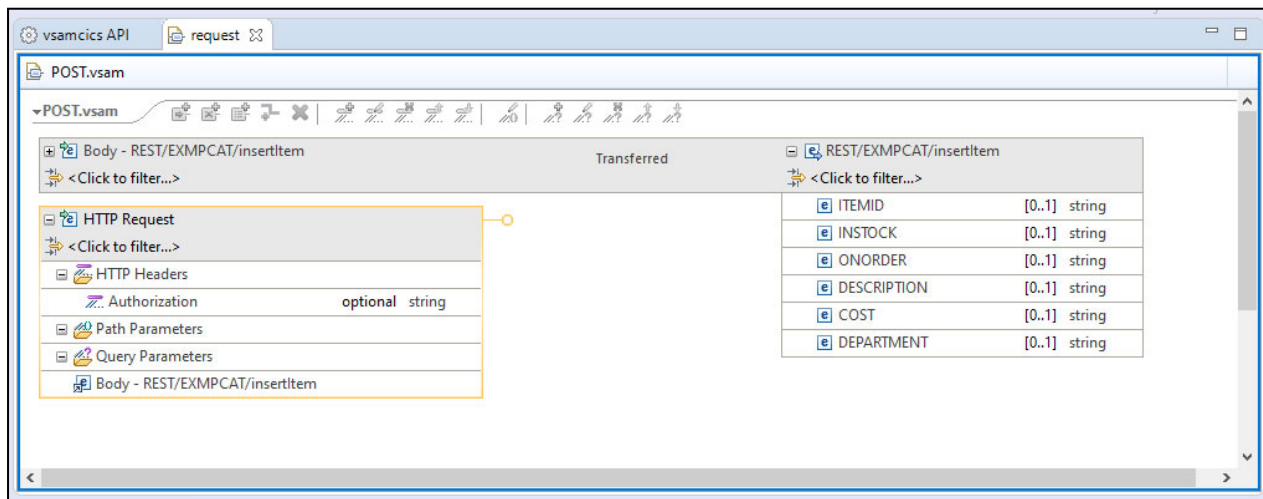 vsamcics API request
POST.vsam
POST.vsam
Body - REST/EXMPCAT/insertItem
<Click to filter...>
Transferred
REST/EXMPCAT/insertItem
<Click to filter...>
HTTP Request
<Click to filter...>
HTTP Headers
Authorization optional string
Path Parameters
Query Parameters
Body - REST/EXMPCAT/insertItem
ITEMID [0..1] string
INSTOCK [0..1] string
ONORDER [0..1] string
DESCRIPTION [0..1] string
COST [0..1] string
DEPARTMENT [0..1] string